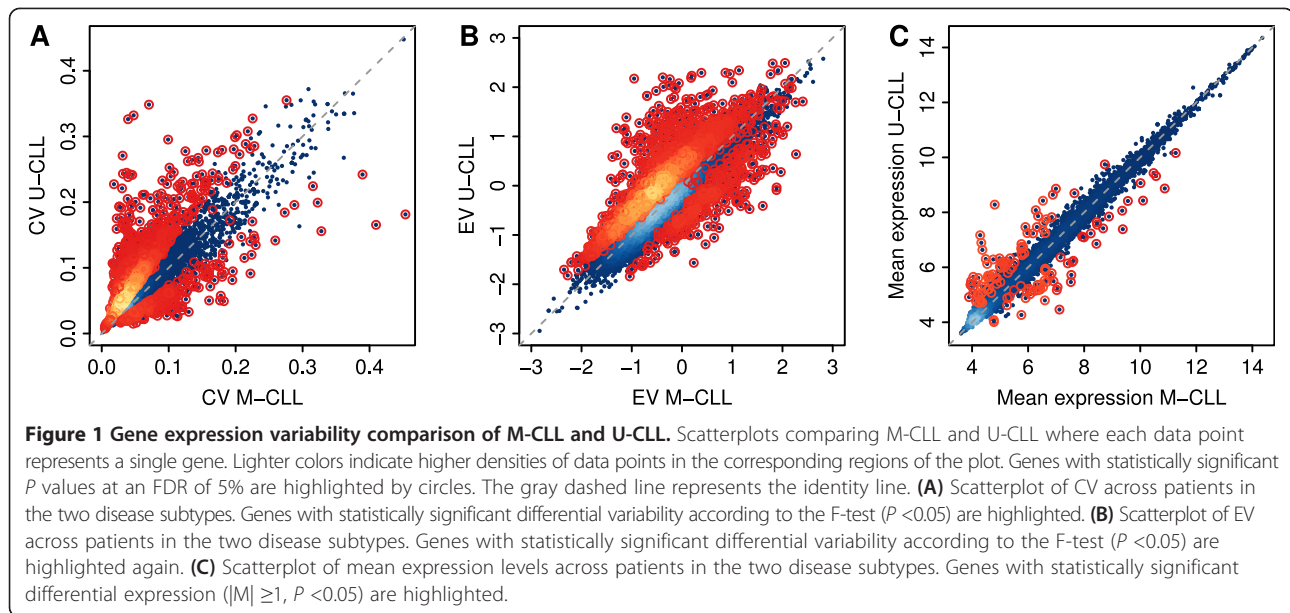 A
B
C
0.4
0.3
0.2
0.1
0.0
CV U−CLL
0.0 0.1 0.2 0.3 0.4
CV M−CLL
3
2
1
0
−1
−2
−3
EV U−CLL
−3 −2 −1 0 1 2 3
EV M−CLL
14
12
10
8
6
4
Mean expression U−CLL
4 6 8 10 12 14
Mean expression M−CLL
Figure 1 Gene expression variability comparison of M-CLL and U-CLL. Scatterplots comparing M-CLL and U-CLL where each data point
represents a single gene. Lighter colors indicate higher densities of data points in the corresponding regions of the plot. Genes with statistically significant
P values at an FDR of 5% are highlighted by circles. The gray dashed line represents the identity line. (A) Scatterplot of CV across patients in
the two disease subtypes. Genes with statistically significant differential variability according to the F-test (P <0.05) are highlighted. (B) Scatterplot of EV
across patients in the two disease subtypes. Genes with statistically significant differential variability according to the F-test (P <0.05) are
highlighted again. (C) Scatterplot of mean expression levels across patients in the two disease subtypes. Genes with statistically significant
differential expression (|M| ≥1, P <0.05) are highlighted.